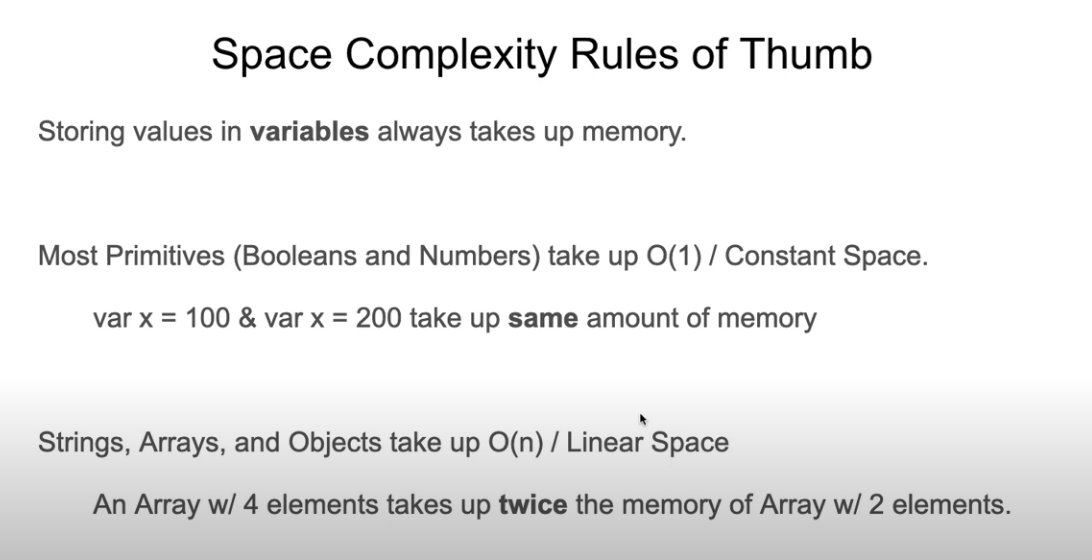 Space Complexity Rules of Thumb
Storing values in variables always takes up memory.
Most Primitives (Booleans and Numbers) take up O(1) / Constant Space.
var x = 100 & var x = 200 take up same amount of memory
Strings, Arrays, and Objects take up O(n) / Linear Space
An Array w/ 4 elements takes up twice the memory of Array w/ 2 elements.